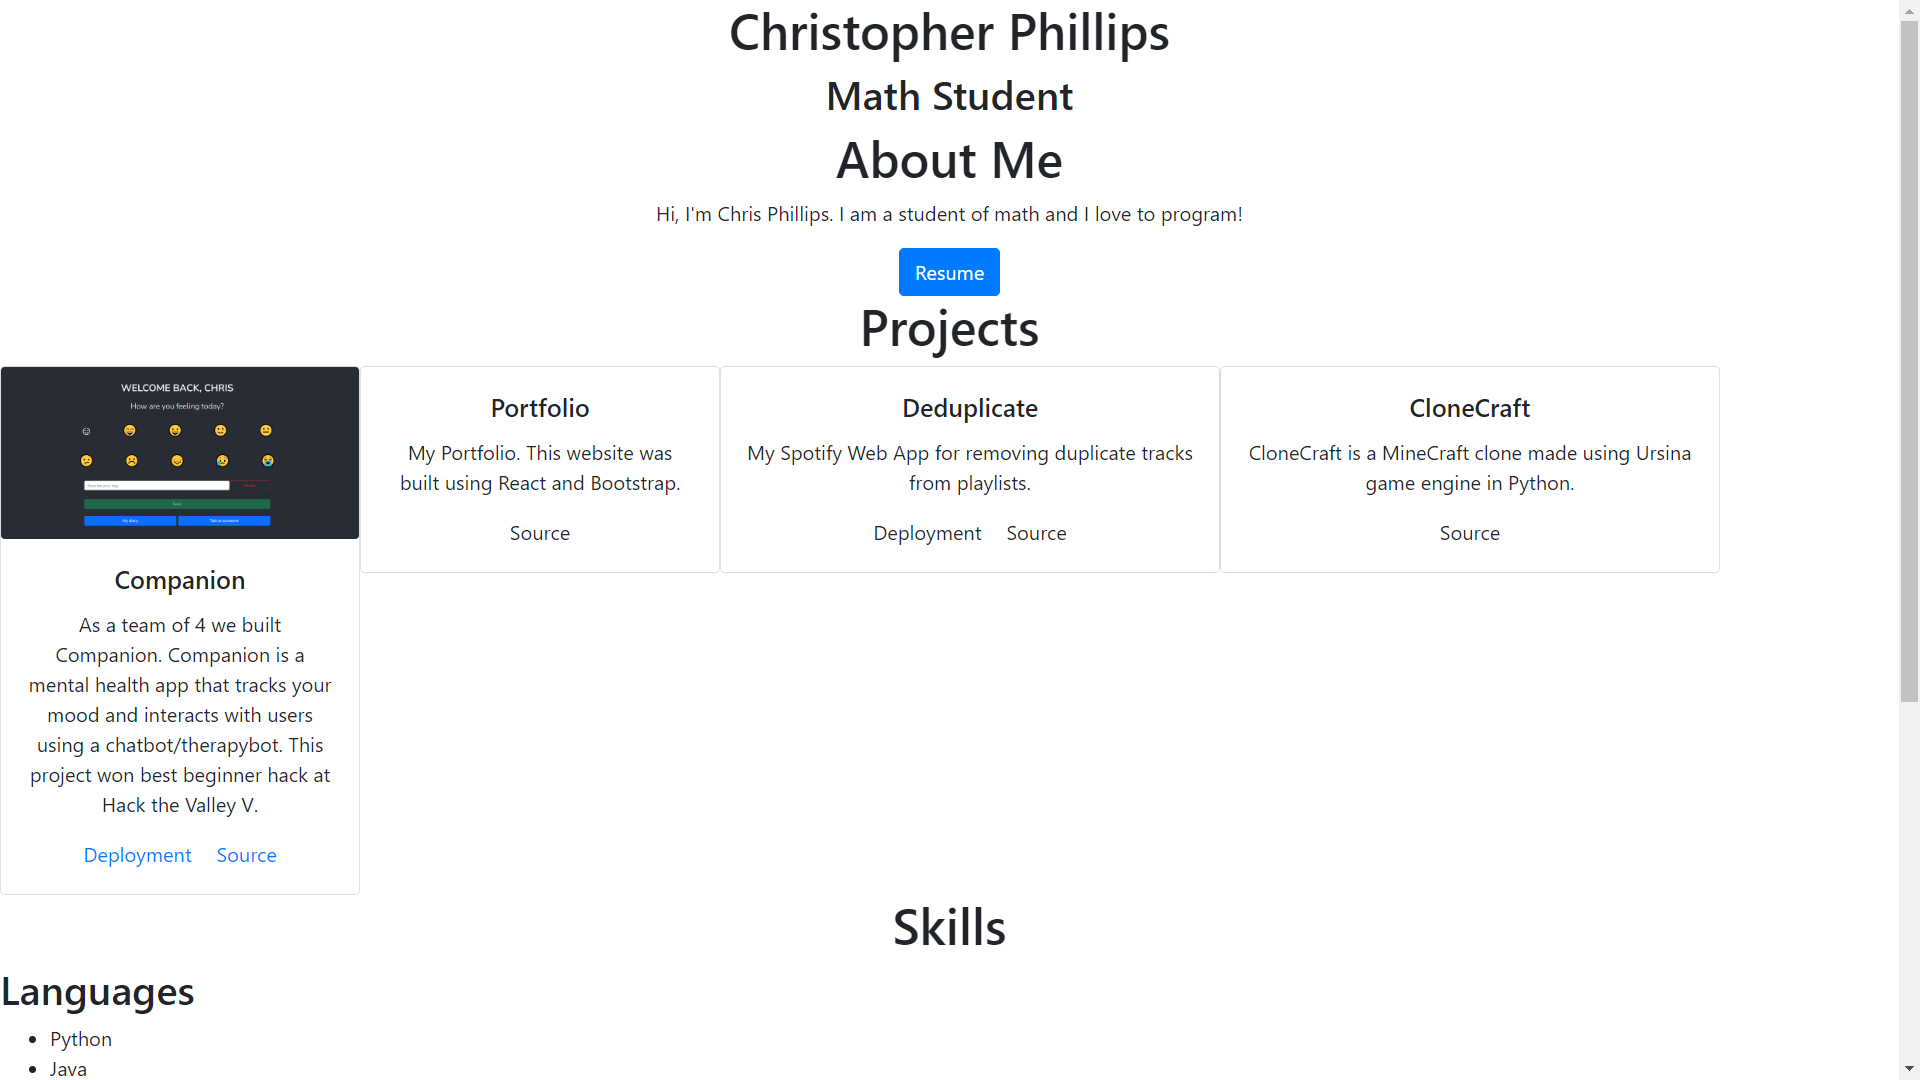 Christopher Phillips
Math Student
About Me
Hi, I'm Chris Phillips. I am a student of math and I love to program!
Resume
Projects
WELCOME BACK, CHRIS
How are you feeling today?
My diary
Talk to someone
Companion
As a team of 4 we built
Companion. Companion is a
mental health app that tracks your
mood and interacts with users
using a chatbot/therapybot. This
project won best beginner hack at
Hack the Valley V.
Deployment Source
Portfolio
My Portfolio. This website was
built using React and Bootstrap.
Source
Deduplicate
My Spotify Web App for removing duplicate tracks
from playlists.
Deployment Source
CloneCraft
CloneCraft is a MineCraft clone made using Ursina
game engine in Python.
Source
Skills
Languages
Python
Java